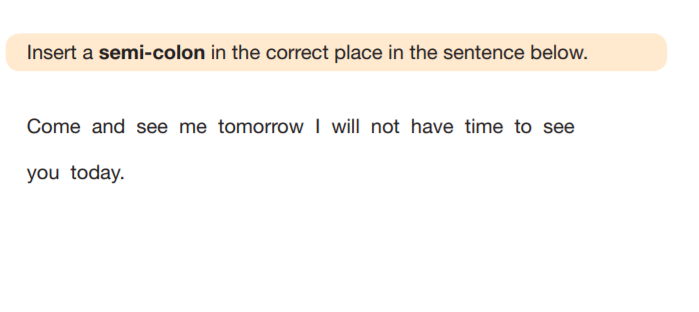 Insert a semi-colon in the correct place in the sentence below.
Come and see me tomorrow I will not have time to see
you today.